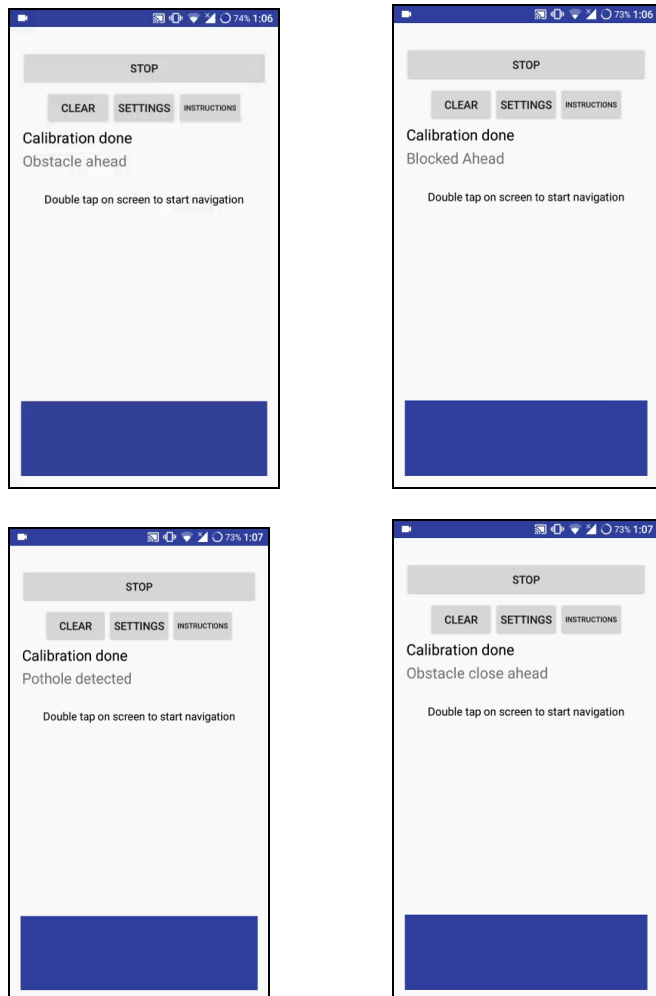 74% 1:06
STOP
CLEAR SETTINGS INSTRUCTIONS
Calibration done
Obstacle ahead
Double tap on screen to start navigation
73% 1:06
STOP
CLEAR SETTINGS INSTRUCTIONS
Calibration done
Blocked Ahead
Double tap on screen to start navigation
73% 1:07
STOP
CLEAR SETTINGS INSTRUCTIONS
Calibration done
Pothole detected
Double tap on screen to start navigation
73% 1:07
STOP
CLEAR SETTINGS INSTRUCTIONS
Calibration done
Obstacle close ahead
Double tap on screen to start navigation